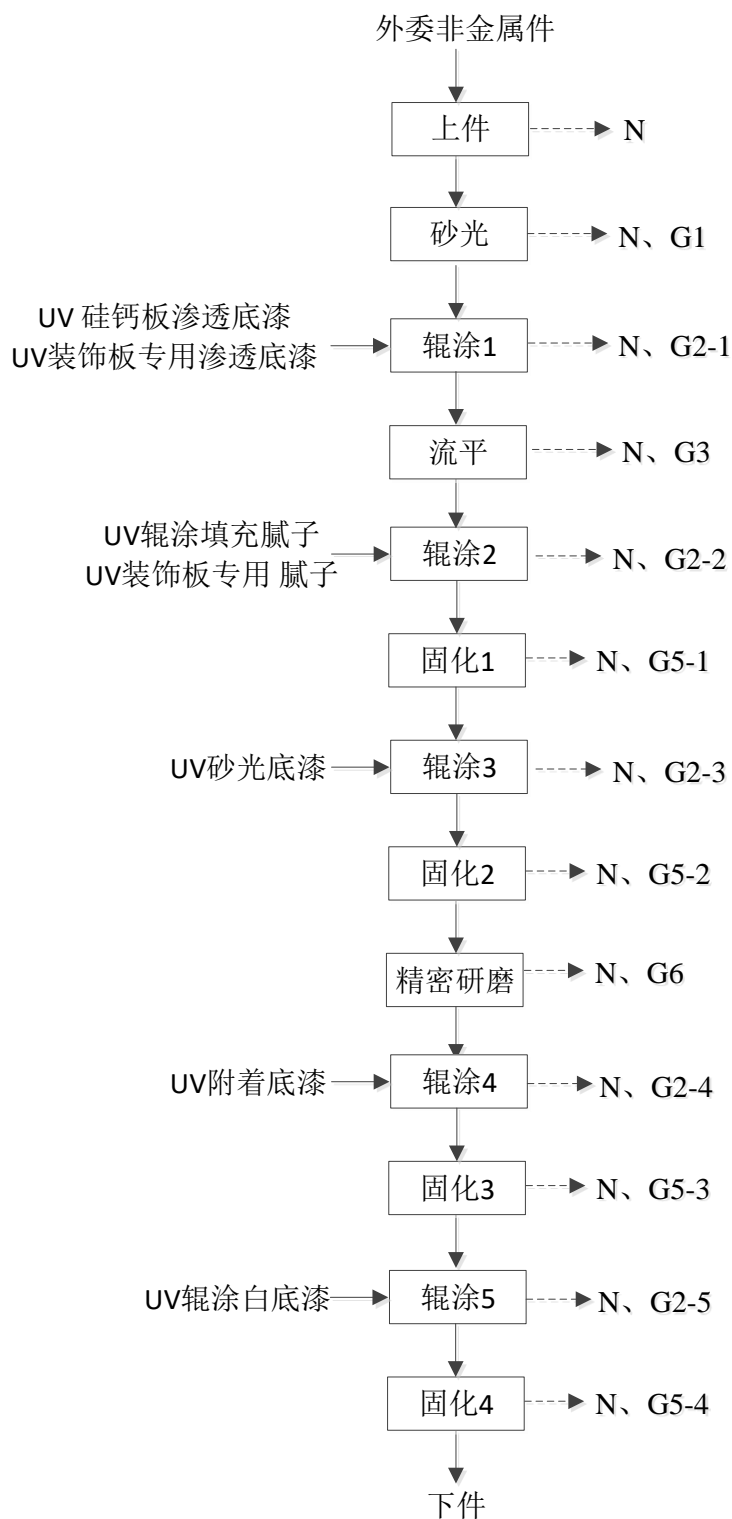 外委非金属件
上件
N
砂光
N、G1
UV 硅钙板渗透底漆
UV装饰板专用渗透底漆
辊涂1
N、G2-1
流平
N、G3
UV辊涂填充腻子
UV装饰板专用 腻子
辊涂2
N、G2-2
固化1
N、G5-1
UV砂光底漆
辊涂3
N、G2-3
固化2
N、G5-2
精密研磨
N、G6
UV附着底漆
辊涂4
N、G2-4
固化3
N、G5-3
UV辊涂白底漆
辊涂5
N、G2-5
固化4
N、G5-4
下件